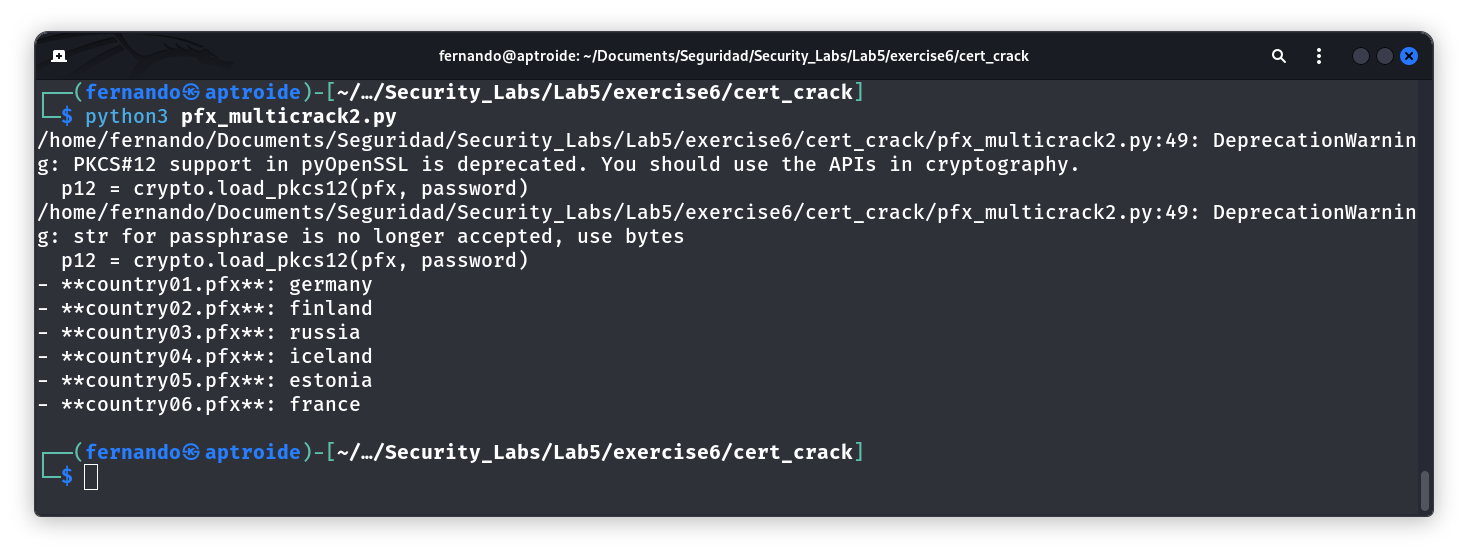 fernando@aptroide: ~/Documents/Seguridad/Security_Labs/Lab5/exercise6/cert_crack
┌──(fernando㉿aptroide)-[~/…/Security_Labs/Lab5/exercise6/cert_crack]
└─$ python3 pfx_multicrack2.py
/home/fernando/Documents/Seguridad/Security_Labs/Lab5/exercise6/cert_crack/pfx_multicrack2.py:49: DeprecationWarnin
g: PKCS#12 support in pyOpenSSL is deprecated. You should use the APIs in cryptography.
  p12 = crypto.load_pkcs12(pfx, password)
/home/fernando/Documents/Seguridad/Security_Labs/Lab5/exercise6/cert_crack/pfx_multicrack2.py:49: DeprecationWarnin
g: str for passphrase is no longer accepted, use bytes
  p12 = crypto.load_pkcs12(pfx, password)
- **country01.pfx**: germany
- **country02.pfx**: finland
- **country03.pfx**: russia
- **country04.pfx**: iceland
- **country05.pfx**: estonia
- **country06.pfx**: france
┌──(fernando㉿aptroide)-[~/…/Security_Labs/Lab5/exercise6/cert_crack]
└─$